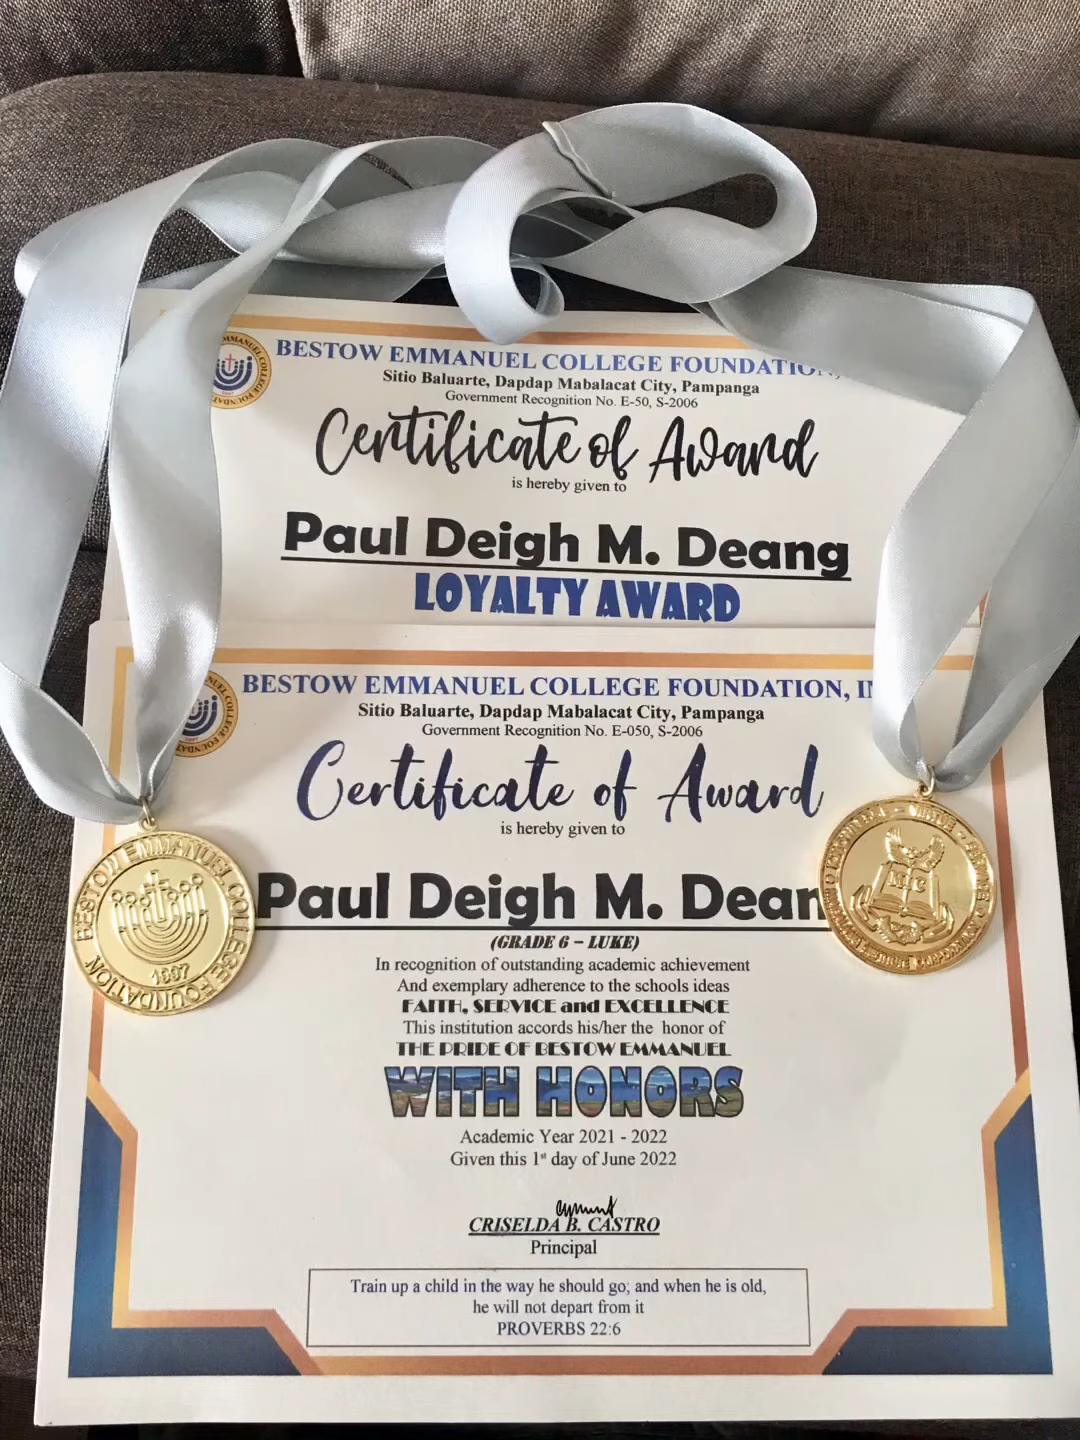 BESTOW EMMANUEL COLLEGE FOUNDATION,
Sitio Baluarte, Dapdap Mabalacat City, Pampanga
Government Recognition No. E-50, S-2006
Certificate of Award
is hereby given to
Paul Deigh M. Deang
LOYALTY AWARD
BESTOW EMMANUEL COLLEGE FOUNDATION,
Sitio Baluarte, Dapdap Mabalacat City, Pampanga
Government Recognition No. E-050, S-2006
Certificate of Award
is hereby given to
Paul Deigh M. Dean
(GRADE 6 – LUKE)
In recognition of outstanding academic achievement
And exemplary adherence to the schools ideas
FAITH, SERVICE and EXCELLENCE
This institution accords his/her the honor of
THE PRIDE OF BESTOW EMMANUEL
WITH HONORS
Academic Year 2021 - 2022
Given this 1st day of June 2022
CRISELDA B. CASTRO
Principal
Train up a child in the way he should go; and when he is old,
he will not depart from it
PROVERBS 22:6
BESTOW EMMANUEL COLLEGE FOUNDATION
1997